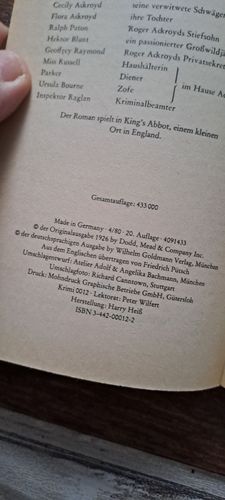 Cecily Ackroyd seine verwitwete Schwäger
Flora Ackroyd ihre Tochter
Ralph Paton Roger Ackroyds Stiefsohn
Hektor Blunt ein passionierter Großwildjä
Geoffrey Raymond Roger Ackroyds Privatsekre
Miss Russell Haushälterin
Parker Diener im Hause A
Ursula Bourne Zofe
Inspektor Raglan Kriminalbeamter
Der Roman spielt in King's Abbot, einem kleinen
Ort in England.
Gesamtauflage: 433 000
Made in Germany · 4/80 · 20. Auflage · 4091433
© der Originalausgabe 1926 by Dodd, Mead & Company Inc.
© der deutschsprachigen Ausgabe by Wilhelm Goldmann Verlag, München
Aus dem Englischen übertragen von Friedrich Pütsch
Umschlagentwurf: Atelier Adolf & Angelika Bachmann, München
Umschlagfoto: Richard Canntown, Stuttgart
Druck: Mohndruck Graphische Betriebe GmbH, Gütersloh
Krimi 0012 · Lektorat: Peter Wilfert
Herstellung: Harry Heiß
ISBN 3-442-00012-2